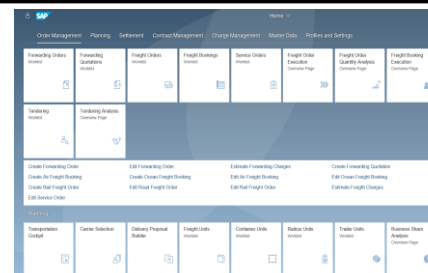 SAP
Home
Order Management Planning Settlement Contract Management Charge Management Master Data Profiles and Settings
Forwarding Orders
Worklist
Forwarding Quotations
Worklist
Freight Orders
Worklist
Freight Bookings
Worklist
Service Orders
Worklist
Freight Order Execution
Overview Page
Freight Order Quantity Analysis
Overview Page
Freight Booking Execution
Overview Page
Tendering
Worklist
Tendering Analysis
Overview Page
Create Forwarding Order Edit Forwarding Order Estimate Forwarding Charges Create Forwarding Quotation
Create Air Freight Booking Create Ocean Freight Booking Edit Air Freight Booking Edit Ocean Freight Booking
Create Rail Freight Order Edit Road Freight Order Edit Rail Freight Order Estimate Freight Charges
Edit Service Order
Planning
Transportation Cockpit
Carrier Selection
Delivery Proposal Builder
Freight Units
Worklist
Container Units
Worklist
Railcar Units
Worklist
Trailer Units
Worklist
Business Share Analysis
Overview Page